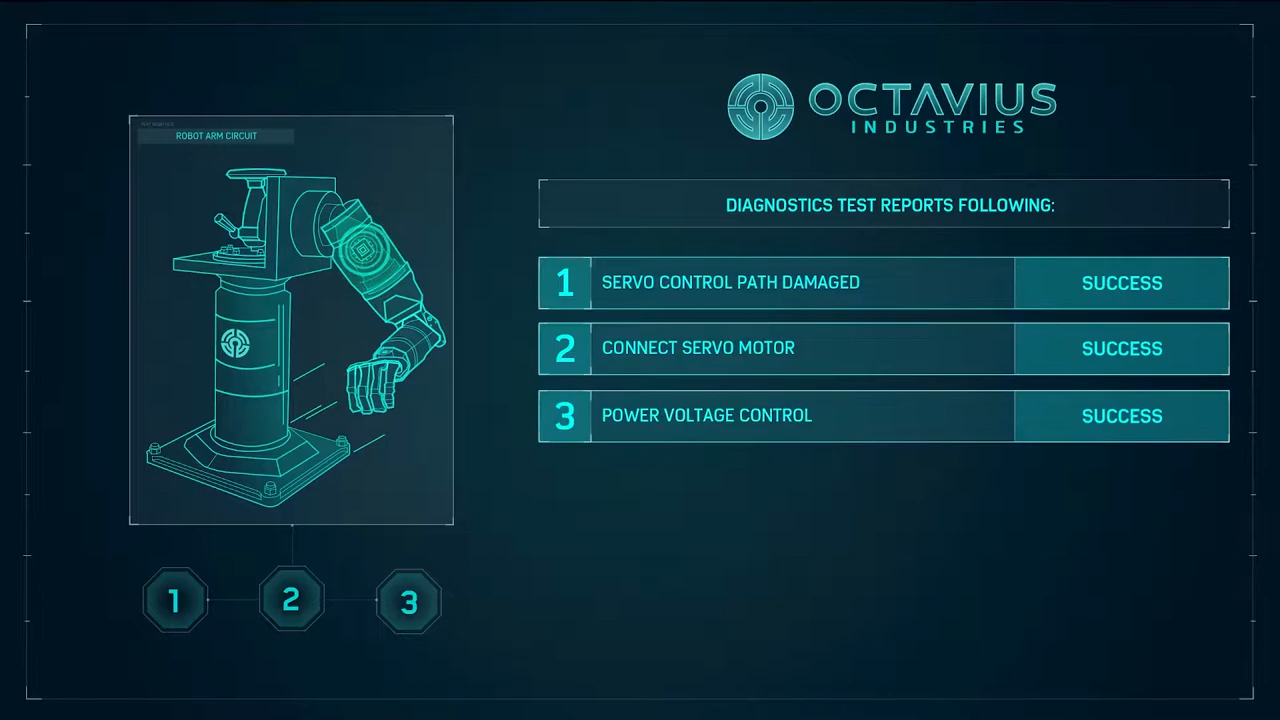 OCTAVIUS
INDUSTRIES
ROBOT ARM CIRCUIT
DIAGNOSTICS TEST REPORTS FOLLOWING:
1 SERVO CONTROL PATH DAMAGED SUCCESS
2 CONNECT SERVO MOTOR SUCCESS
3 POWER VOLTAGE CONTROL SUCCESS
1 2 3